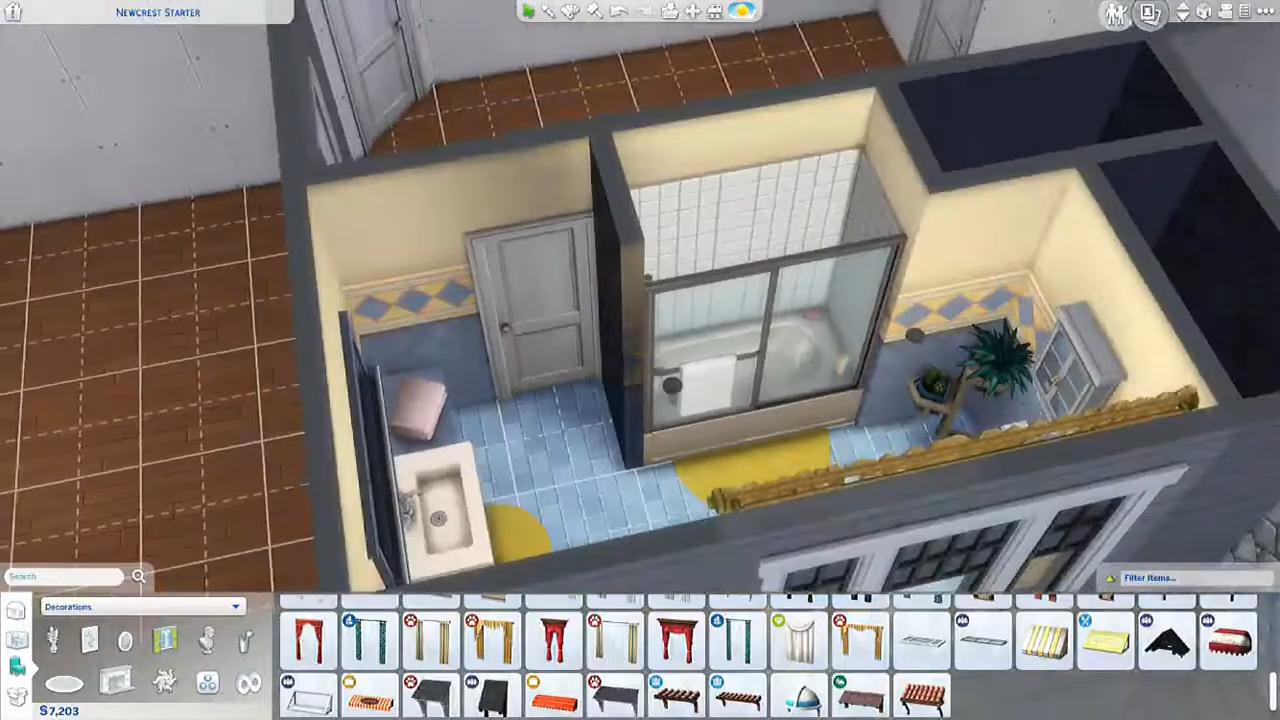 Newcrest Starter
Search
Filter Items...
Decorations
§7,203